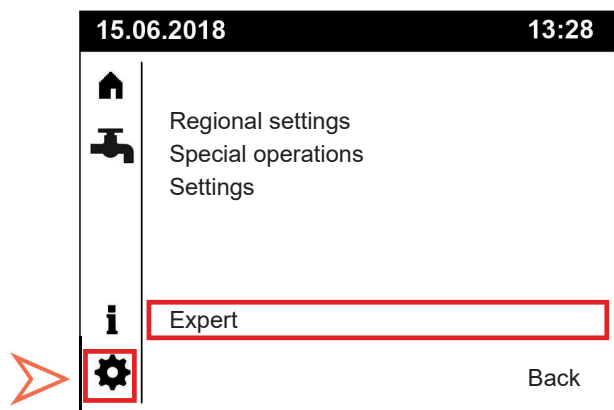 15.06.2018 13:28
Regional settings
Special operations
Settings
Expert
Back